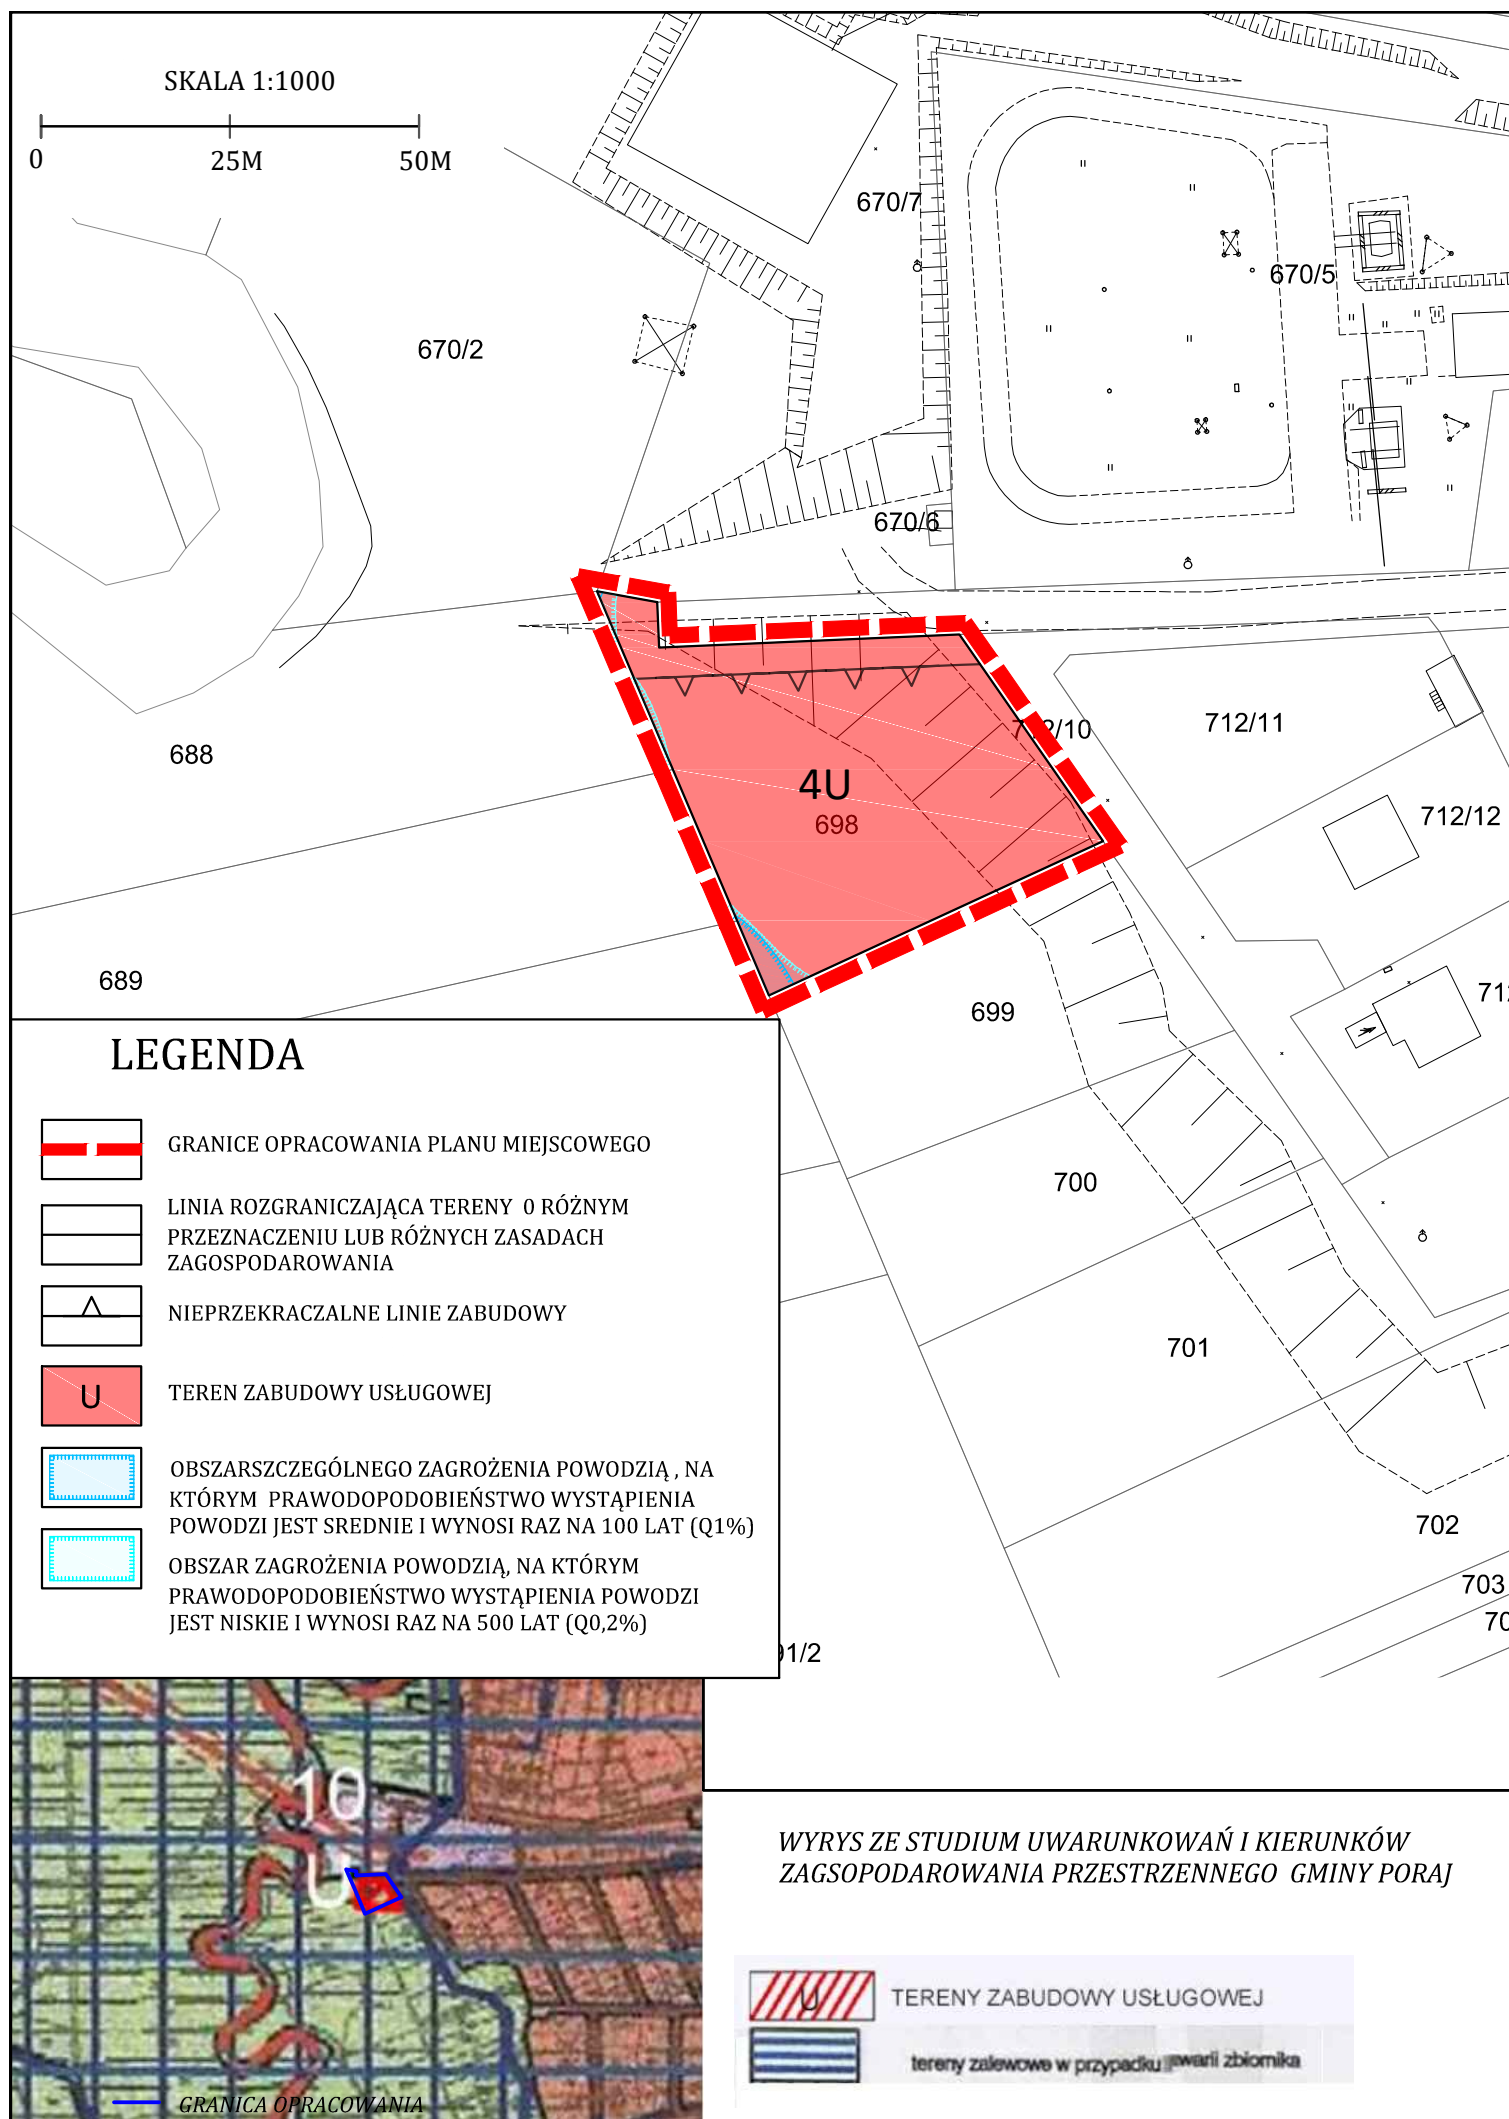 SKALA 1:1000
0
25M
50M
670/7
670/5
670/2
670/6
688
712/11
4U
698
712/12
689
699
700
701
702
703
LEGENDA
GRANICE OPRACOWANIA PLANU MIEJSCOWEGO
LINIA ROZGRANICZAJĄCA TERENY 0 RÓŻNYM
PRZEZNACZENIU LUB RÓŻNYCH ZASADACH
ZAGOSPODAROWANIA
NIEPRZEKRACZALNE LINIE ZABUDOWY
U
TEREN ZABUDOWY USŁUGOWEJ
OBSZARSZCZEGÓLNEGO ZAGROŻENIA POWODZIĄ , NA
KTÓRYM PRAWODOPODOBIEŃSTWO WYSTĄPIENIA
POWODZI JEST SREDNIE I WYNOSI RAZ NA 100 LAT (Q1%)
OBSZAR ZAGROŻENIA POWODZIĄ, NA KTÓRYM
PRAWODOPODOBIEŃSTWO WYSTĄPIENIA POWODZI
JEST NISKIE I WYNOSI RAZ NA 500 LAT (Q0,2%)
91/2
10
U
GRANICA OPRACOWANIA
WYRYS ZE STUDIUM UWARUNKOWAŃ I KIERUNKÓW
ZAGSOPODAROWANIA PRZESTRZENNEGO GMINY PORAJ
U
TERENY ZABUDOWY USŁUGOWEJ
tereny zalewowe w przypadku awarii zbiornika